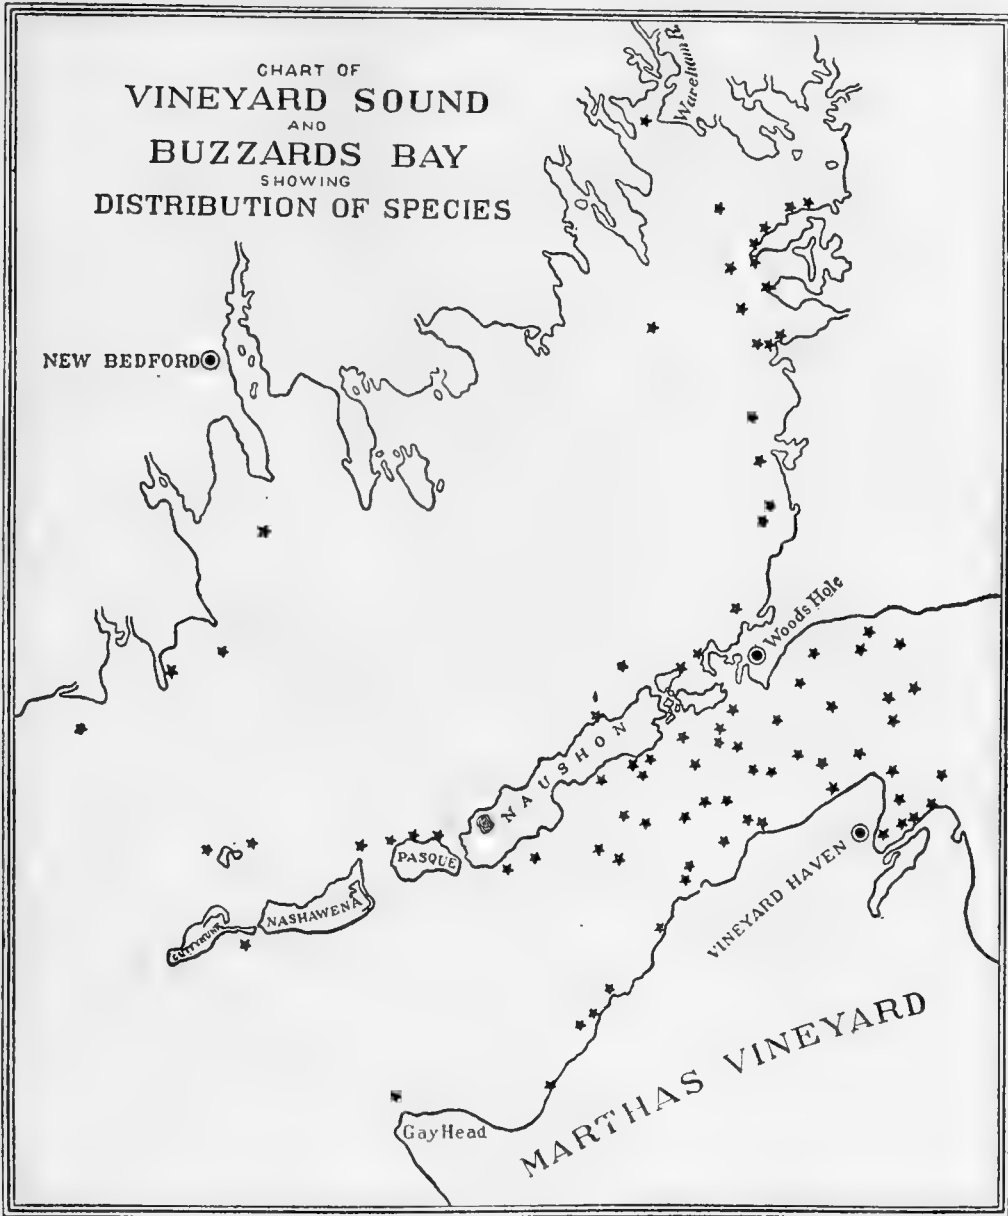 CHART OF
VINEYARD SOUND
AND
BUZZARDS BAY
SHOWING
DISTRIBUTION OF SPECIES
Wareham R.
NEW BEDFORD
Woods Hole
NAUSHON
PASQUE
NASHAWENA
CUTTYHUNK
VINEYARD HAVEN
MARTHAS VINEYARD
Gay Head